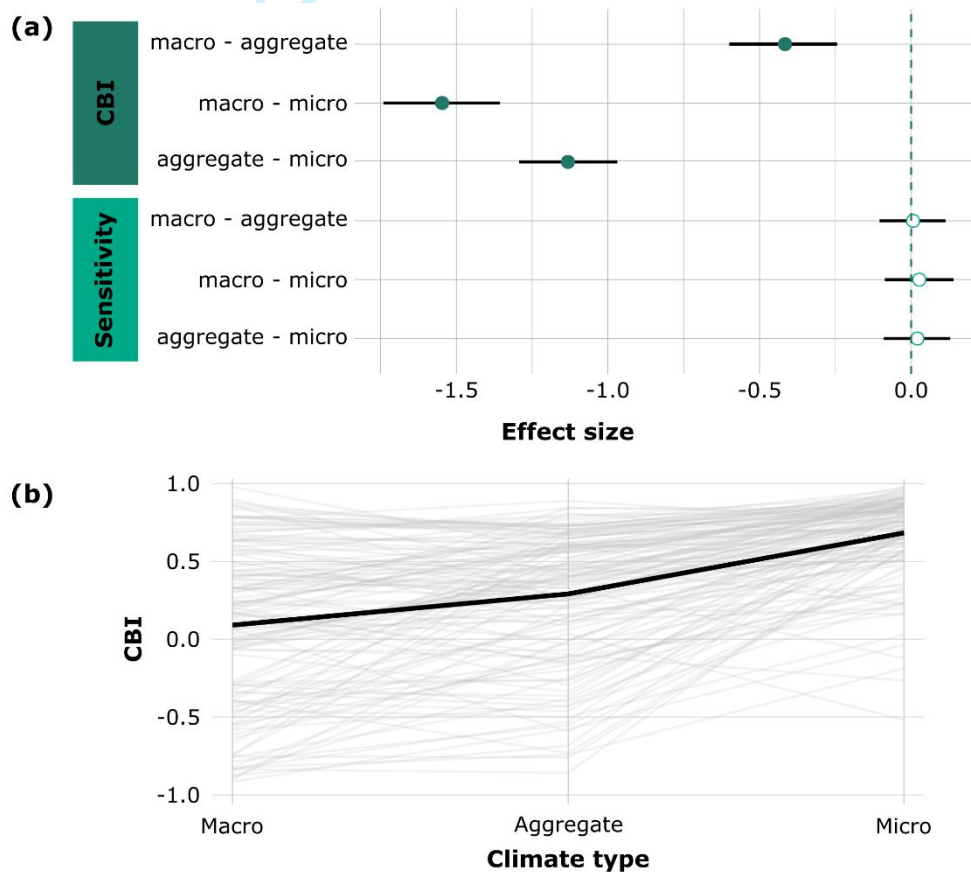 (a)
CBI
macro - aggregate
macro - micro
aggregate - micro
Sensitivity
macro - aggregate
macro - micro
aggregate - micro
-1.5 -1.0 -0.5 0.0
Effect size
(b)
CBI
1.0
0.5
0.0
-0.5
-1.0
Macro Aggregate Micro
Climate type